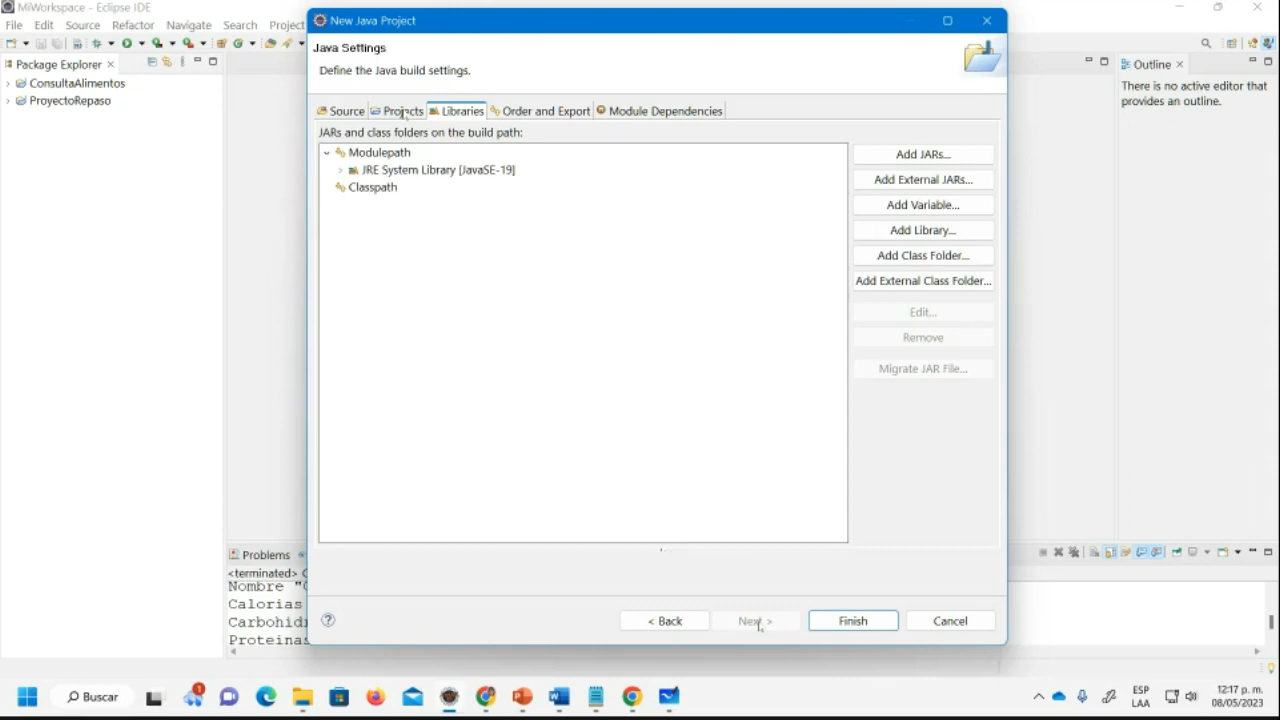 MiWorkspace - Eclipse IDE
File Edit Source Refactor Navigate Search Project
Package Explorer
ConsultaAlimentos
ProyectoRepaso
New Java Project
Java Settings
Define the Java build settings.
Source Projects Libraries Order and Export Module Dependencies
JARs and class folders on the build path:
Modulepath
JRE System Library [JavaSE-19]
Classpath
Add JARs...
Add External JARs...
Add Variable...
Add Library...
Add Class Folder...
Add External Class Folder...
Edit...
Remove
Migrate JAR File...
< Back Next > Finish Cancel
Outline
There is no active editor that
provides an outline.
Problems
<terminated>
Nombre
Calorias
Proteinas
Buscar
1
ESP
LAA
12:17 p. m.
08/05/2023